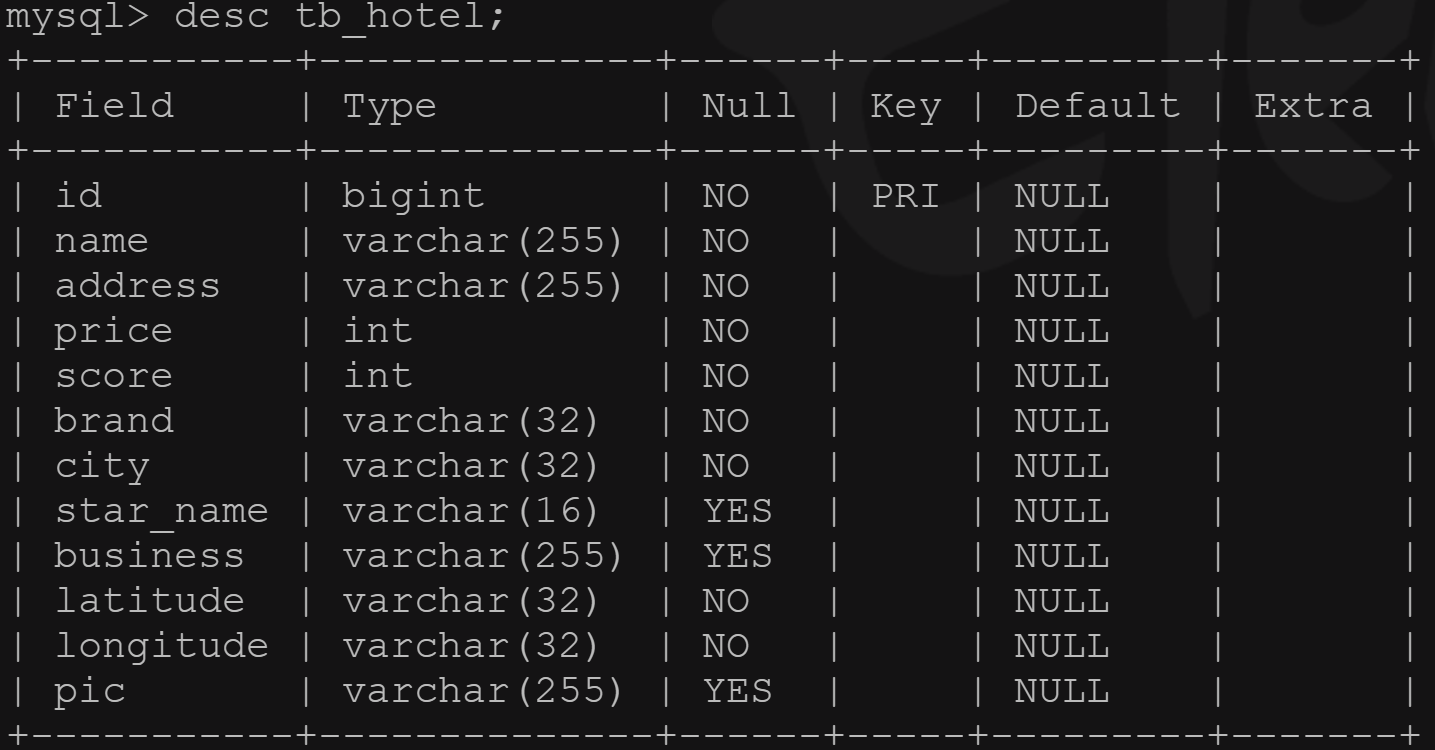 mysql> desc tb_hotel;
+-----------+--------------+------+-----+---------+-------+
| Field     | Type         | Null | Key | Default | Extra |
+-----------+--------------+------+-----+---------+-------+
| id        | bigint       | NO   | PRI | NULL    |       |
| name      | varchar(255) | NO   |     | NULL    |       |
| address   | varchar(255) | NO   |     | NULL    |       |
| price     | int          | NO   |     | NULL    |       |
| score     | int          | NO   |     | NULL    |       |
| brand     | varchar(32)  | NO   |     | NULL    |       |
| city      | varchar(32)  | NO   |     | NULL    |       |
| star_name | varchar(16)  | YES  |     | NULL    |       |
| business  | varchar(255) | YES  |     | NULL    |       |
| latitude  | varchar(32)  | NO   |     | NULL    |       |
| longitude | varchar(32)  | NO   |     | NULL    |       |
| pic       | varchar(255) | YES  |     | NULL    |       |
+-----------+--------------+------+-----+---------+-------+